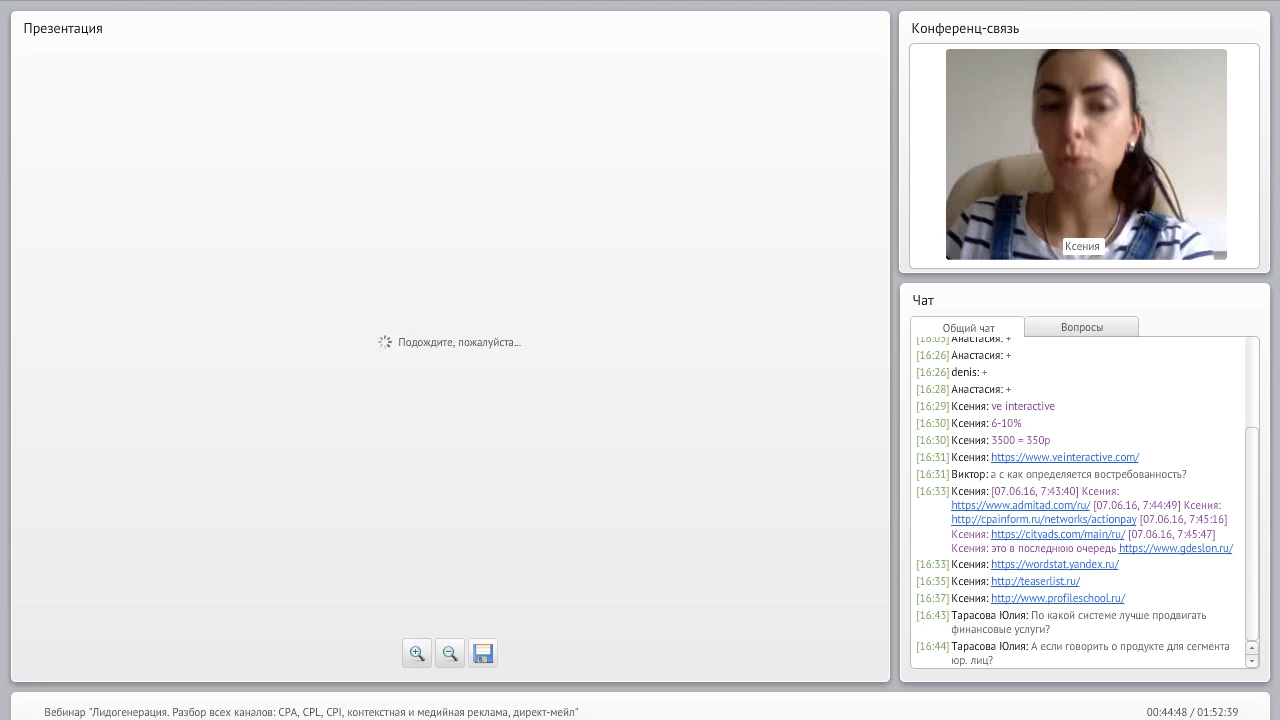 Презентация
Подождите, пожалуйста...
Конференц-связь
Ксения
Чат
Общий чат
Вопросы
[16:05] Анастасия: +
[16:26] Анастасия: +
[16:26] denis: +
[16:28] Анастасия: +
[16:29] Ксения: ve interactive
[16:30] Ксения: 6-10%
[16:30] Ксения: 3500 = 350р
[16:31] Ксения: https://www.veinteractive.com/
[16:31] Виктор: а с как определяется востребованность?
[16:33] Ксения: [07.06.16, 7:43:40] Ксения:
https://www.admitad.com/ru/ [07.06.16, 7:44:49] Ксения:
http://cpainform.ru/networks/actionpay [07.06.16, 7:45:16]
Ксения: https://cityads.com/main/ru/ [07.06.16, 7:45:47]
Ксения: это в последнюю очередь https://www.gdeslon.ru/
[16:33] Ксения: https://wordstat.yandex.ru/
[16:35] Ксения: http://teaserlist.ru/
[16:37] Ксения: http://www.profileschool.ru/
[16:43] Тарасова Юлия: По какой системе лучше продвигать
финансовые услуги?
[16:44] Тарасова Юлия: А если говорить о продукте для сегмента
юр. лиц?
Вебинар "Лидогенерация. Разбор всех каналов: CPA, CPL, CPI, контекстная и медийная реклама, директ-мейл"
00:44:48 / 01:52:39